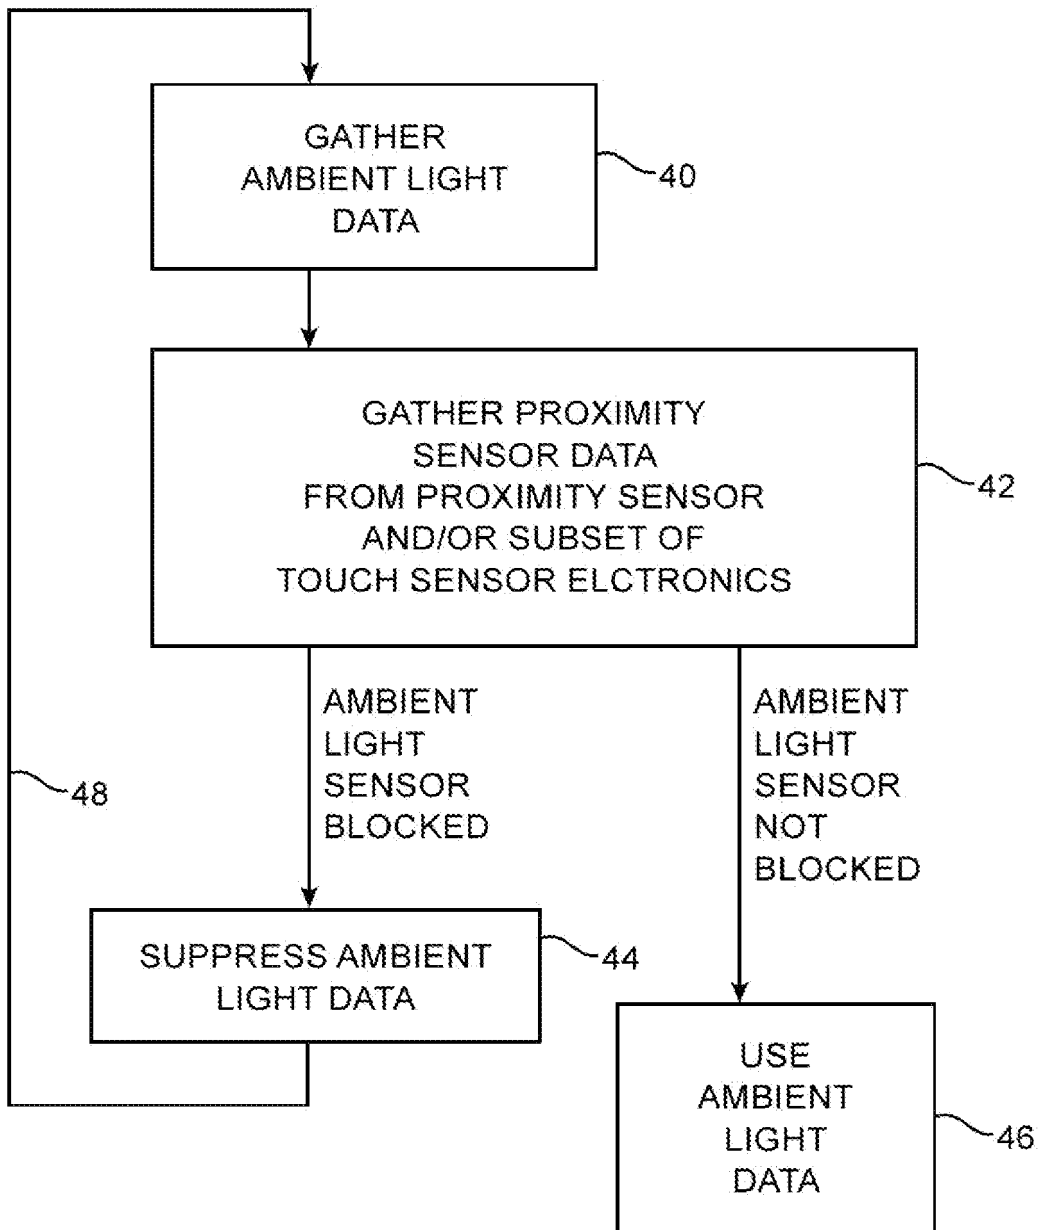 GATHER
AMBIENT LIGHT
DATA
40
GATHER PROXIMITY
SENSOR DATA
FROM PROXIMITY SENSOR
AND/OR SUBSET OF
TOUCH SENSOR ELCTRONICS
42
AMBIENT
LIGHT
SENSOR
BLOCKED
AMBIENT
LIGHT
SENSOR
NOT
BLOCKED
48
SUPPRESS AMBIENT
LIGHT DATA
44
USE
AMBIENT
LIGHT
DATA
46